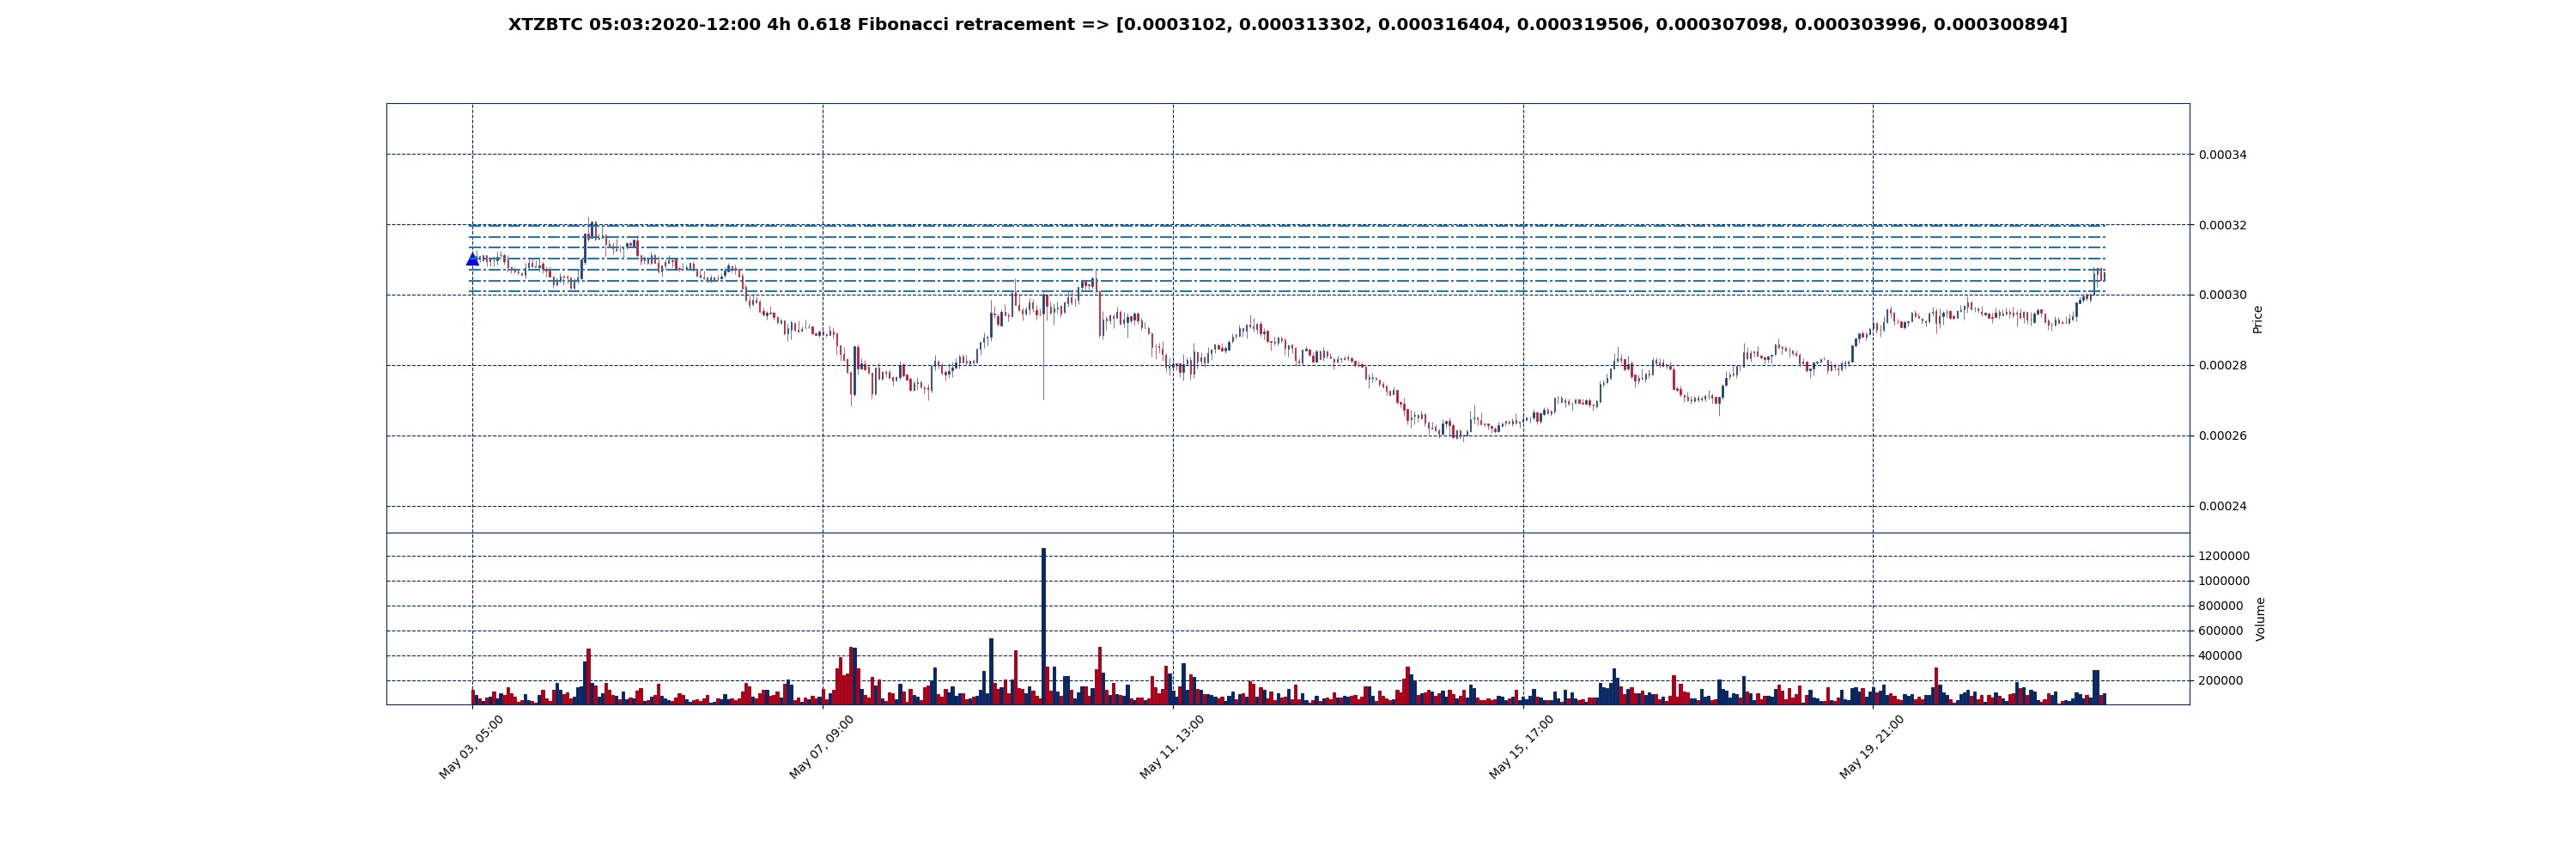 XTZBTC 05:03:2020-12:00 4h 0.618 Fibonacci retracement => [0.0003102, 0.000313302, 0.000316404, 0.000319506, 0.000307098, 0.000303996, 0.000300894]
0.00034
0.00032
0.00030
Price
0.00028
0.00026
0.00024
1200000
1000000
800000
Volume
600000
400000
200000
May 03, 05:00
May 07, 09:00
May 11, 13:00
May 15, 17:00
May 19, 21:00